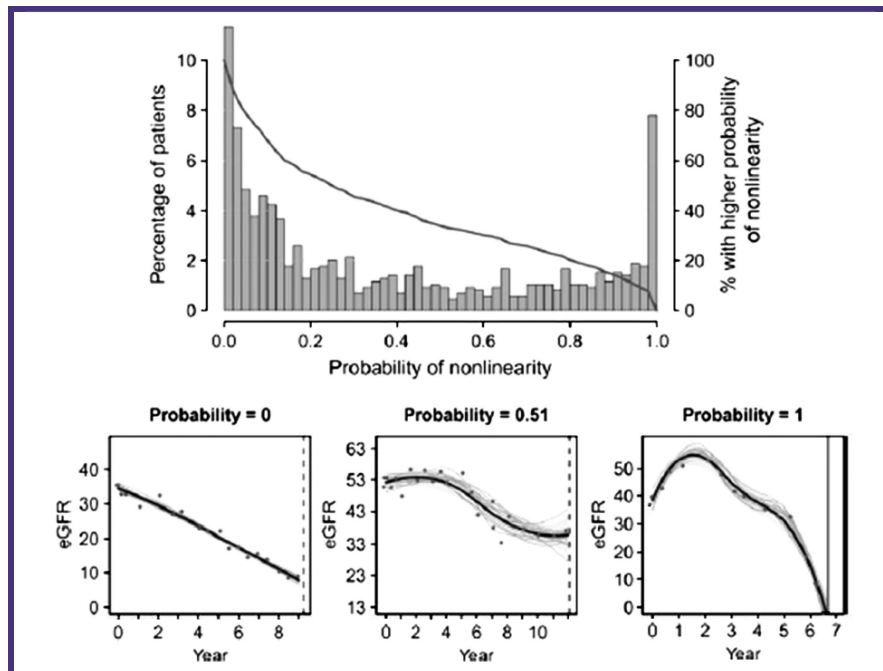 Percentage of patients
10
8
6
4
2
0
100
80
60
40
20
0
% with higher probability
of nonlinearity
0.0 0.2 0.4 0.6 0.8 1.0
Probability of nonlinearity
Probability = 0
eGFR
40
30
20
10
0
0 2 4 6 8
Year
Probability = 0.51
eGFR
63
53
43
33
23
13
0 2 4 6 8 10
Year
Probability = 1
eGFR
50
40
30
20
10
0
0 1 2 3 4 5 6 7
Year